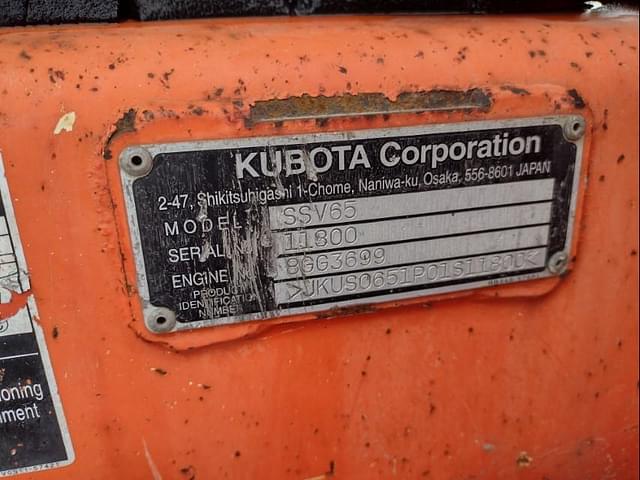 KUBOTA Corporation
2-47, Shikitsuhigashi 1-Chome, Naniwa-ku, Osaka, 556-8601 JAPAN
MODEL SSV65
SERIAL 11800
ENGINE 8GG3699
PRODUCT
IDENTIFICATION
NUMBER >JKUS0651P01S11800<
oning
ment